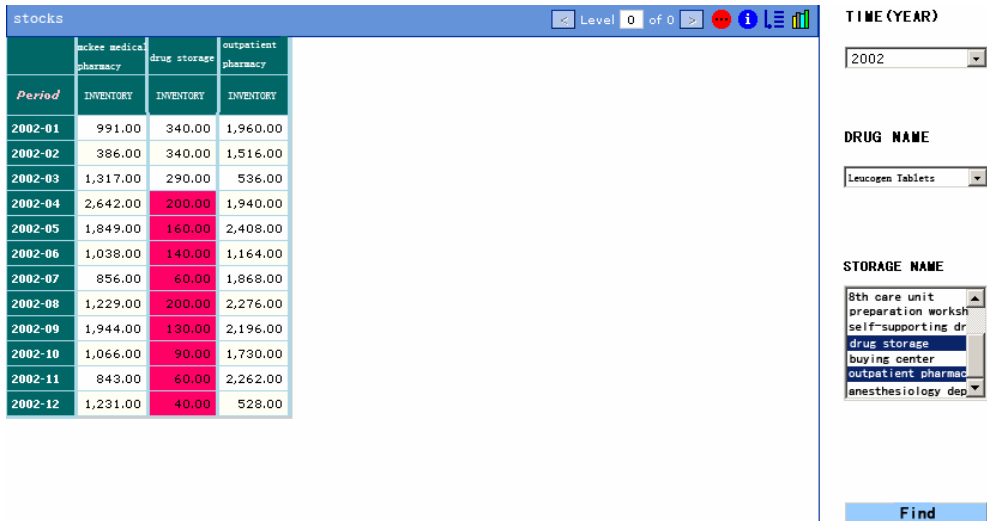 stocks
< Level 0 of 0 >
mckee medical drug storage outpatient
pharmacy pharmacy
Period INVENTORY INVENTORY INVENTORY
2002-01 991.00 340.00 1,960.00
2002-02 386.00 340.00 1,516.00
2002-03 1,317.00 290.00 536.00
2002-04 2,642.00 200.00 1,940.00
2002-05 1,849.00 160.00 2,408.00
2002-06 1,038.00 140.00 1,164.00
2002-07 856.00 60.00 1,868.00
2002-08 1,229.00 200.00 2,276.00
2002-09 1,944.00 130.00 2,196.00
2002-10 1,066.00 90.00 1,730.00
2002-11 843.00 60.00 2,262.00
2002-12 1,231.00 40.00 528.00
TIME(YEAR)
2002
DRUG NAME
Leucogen Tablets
STORAGE NAME
8th care unit
preparation worksh
self-supporting dr
drug storage
buying center
outpatient pharmac
anesthesiology dep
Find